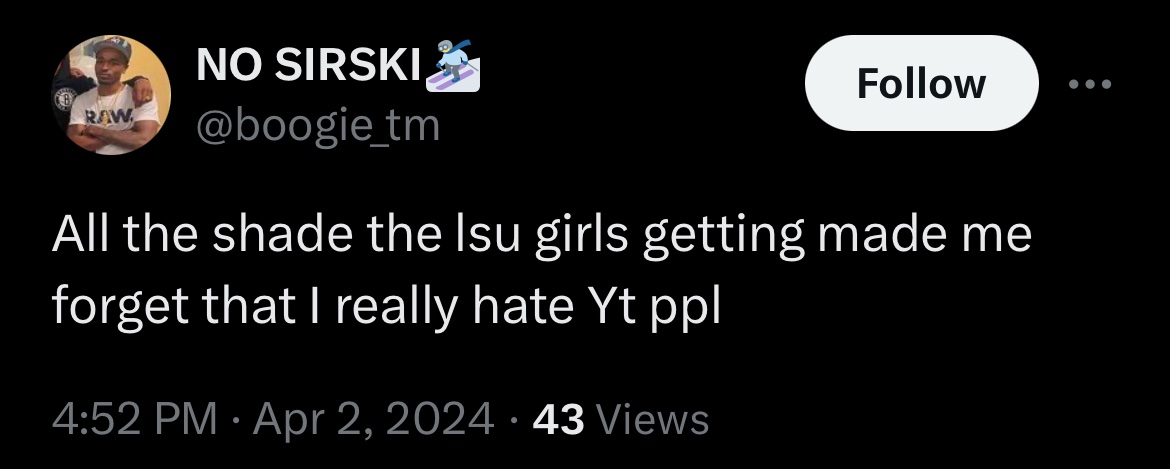 NO SIRSKI⛷️
@boogie_tm
Follow
RAW.
All the shade the lsu girls getting made me
forget that I really hate Yt ppl
4:52 PM · Apr 2, 2024 · 43 Views